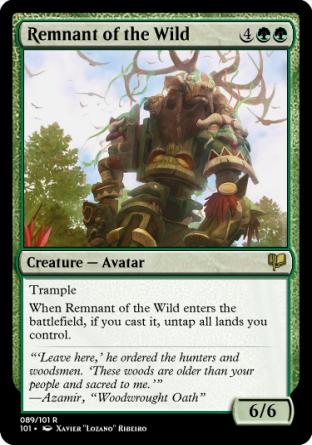 Remnant of the Wild 4
Creature — Avatar
Trample
When Remnant of the Wild enters the
battlefield, if you cast it, untap all lands you
control.
“‘Leave here,’ he ordered the hunters and
woodsmen. ‘These woods are older than your
people and sacred to me.’”
—Azamir, “Woodwrought Oath”
6/6
089/101 R
101 • Xavier "Lozano" Ribeiro